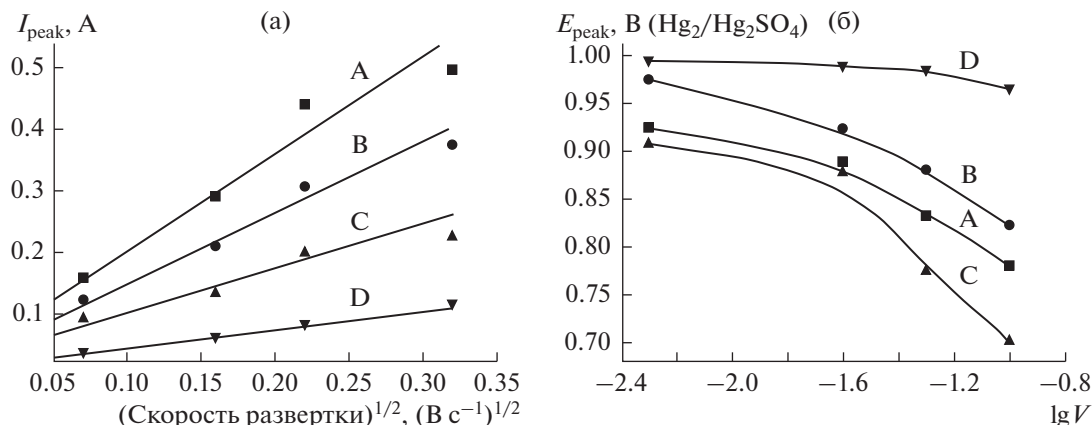 I_peak, А (а)
0.5
0.4
0.3
0.2
0.1
A
B
C
D
0.05 0.10 0.15 0.20 0.25 0.30 0.35
(Скорость развертки)^1/2, (В с^−1)^1/2
E_peak, В (Hg2/Hg2SO4) (б)
1.00
0.95
0.90
0.85
0.80
0.75
0.70
D
B
A
C
−2.4 −2.0 −1.6 −1.2 −0.8
lg V